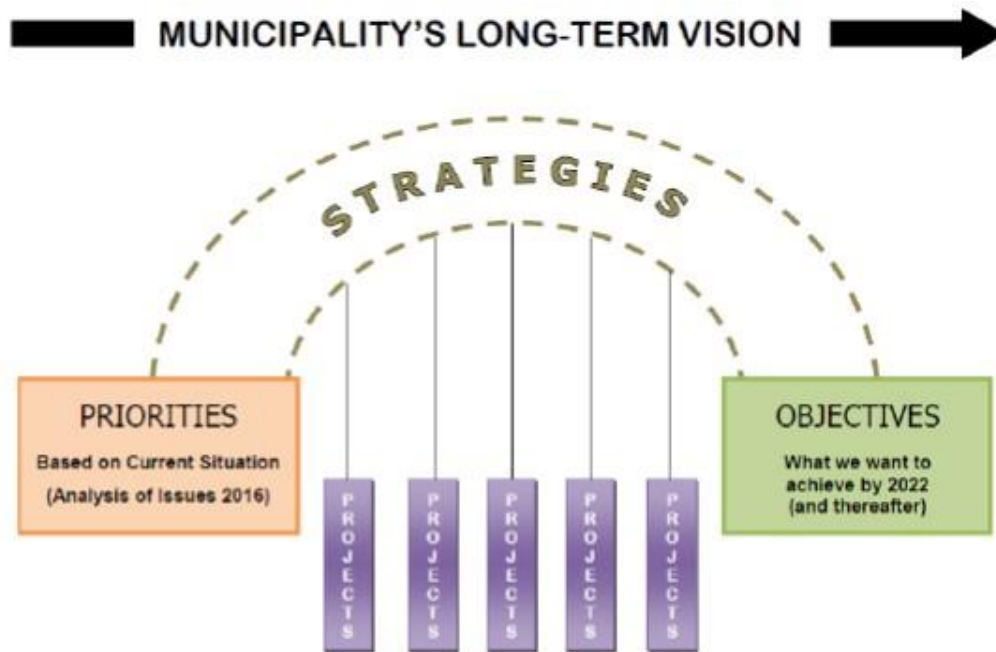 MUNICIPALITY'S LONG-TERM VISION
STRATEGIES
PRIORITIES
Based on Current Situation
(Analysis of Issues 2016)
OBJECTIVES
What we want to
achieve by 2022
(and thereafter)
PROJECTS
PROJECTS
PROJECTS
PROJECTS
PROJECTS